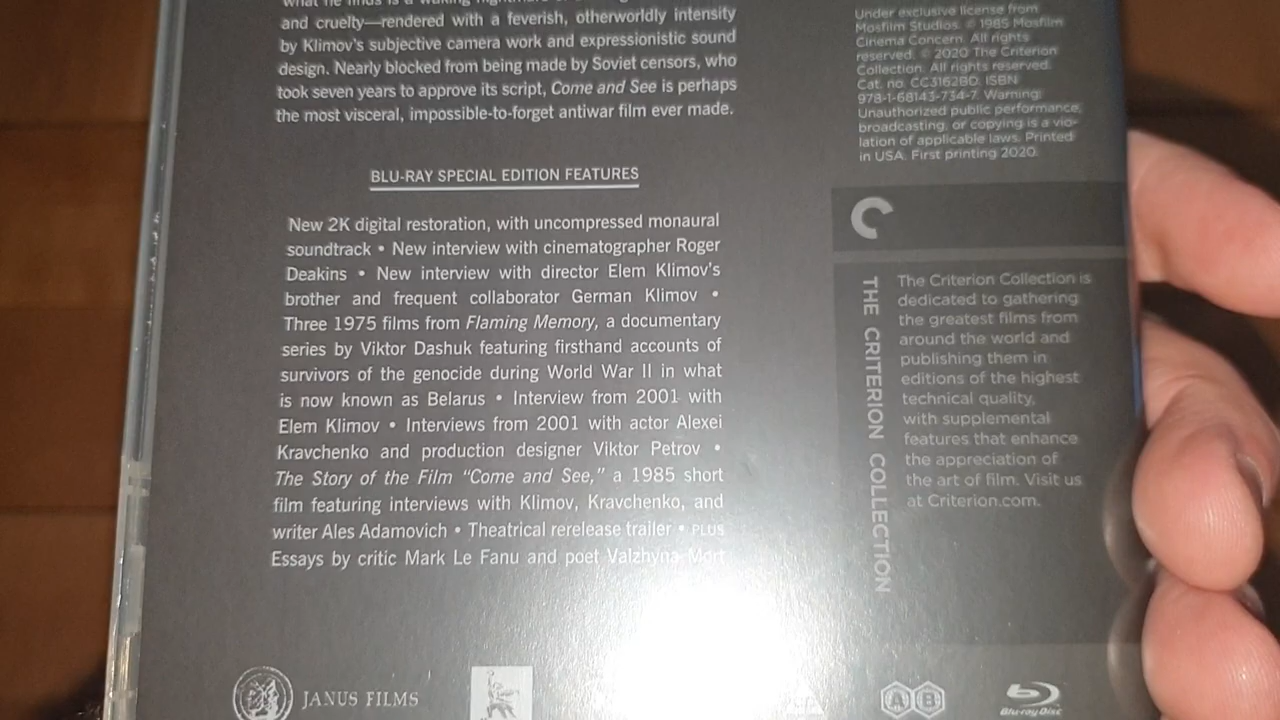 what he finds is a waking
and cruelty—rendered with a feverish, otherworldly intensity
by Klimov's subjective camera work and expressionistic sound
design. Nearly blocked from being made by Soviet censors, who
took seven years to approve its script, Come and See is perhaps
the most visceral, impossible-to-forget antiwar film ever made.
BLU-RAY SPECIAL EDITION FEATURES
New 2K digital restoration, with uncompressed monaural
soundtrack • New interview with cinematographer Roger
Deakins • New interview with director Elem Klimov's
brother and frequent collaborator German Klimov •
Three 1975 films from Flaming Memory, a documentary
series by Viktor Dashuk featuring firsthand accounts of
survivors of the genocide during World War II in what
is now known as Belarus • Interview from 2001 with
Elem Klimov • Interviews from 2001 with actor Alexei
Kravchenko and production designer Viktor Petrov •
The Story of the Film “Come and See,” a 1985 short
film featuring interviews with Klimov, Kravchenko, and
writer Ales Adamovich • Theatrical rerelease trailer • PLUS
Essays by critic Mark Le Fanu and poet Valzhyna Mort
JANUS FILMS
Under exclusive license from
Mosfilm Studios. © 1985 Mosfilm
Cinema Concern. All rights
reserved. © 2020 The Criterion
Collection. All rights reserved.
Cat. no. CC3162BD. ISBN
978-1-68143-734-7. Warning:
Unauthorized public performance,
broadcasting, or copying is a vio-
lation of applicable laws. Printed
in USA. First printing 2020.
THE CRITERION COLLECTION
The Criterion Collection is
dedicated to gathering
the greatest films from
around the world and
publishing them in
editions of the highest
technical quality,
with supplemental
features that enhance
the appreciation of
the art of film. Visit us
at Criterion.com.
A B
Blu-ray Disc